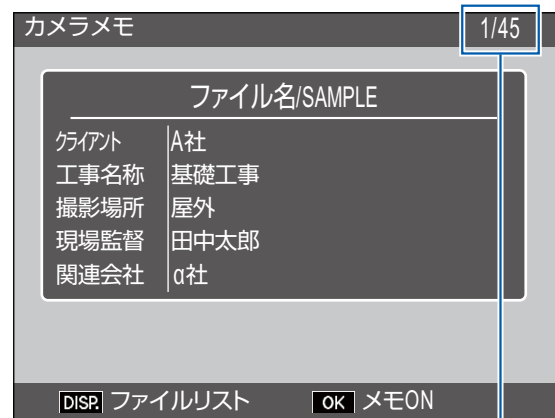 カメラメモ 1/45
ファイル名/SAMPLE
クライアント A社
工事名称 基礎工事
撮影場所 屋外
現場監督 田中太郎
関連会社 α社
DISP. ファイルリスト OK メモON